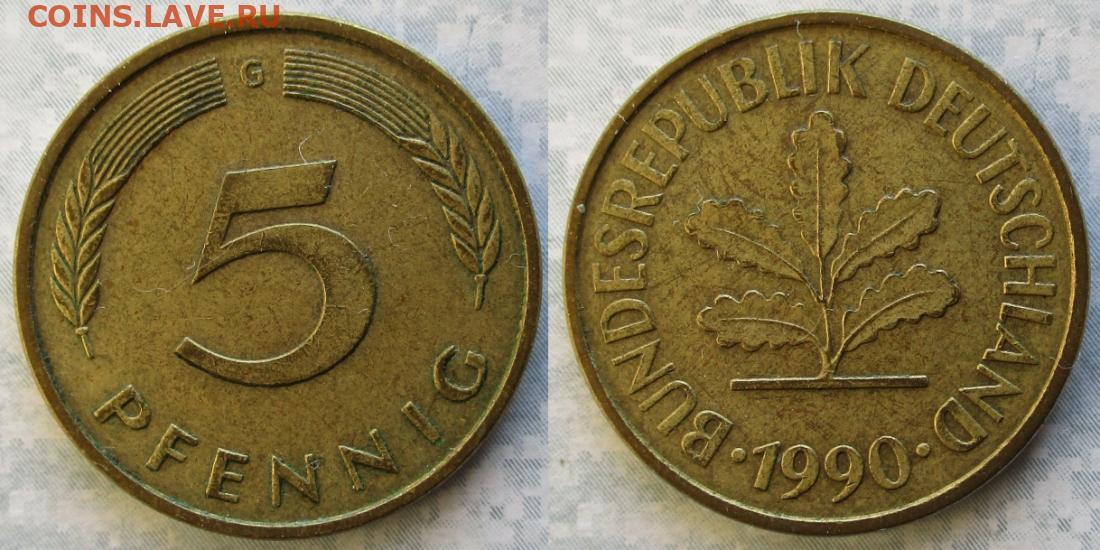 COINS.LAVE.RU
G
5
PFENNIG
BUNDESREPUBLIK DEUTSCHLAND
·1990·